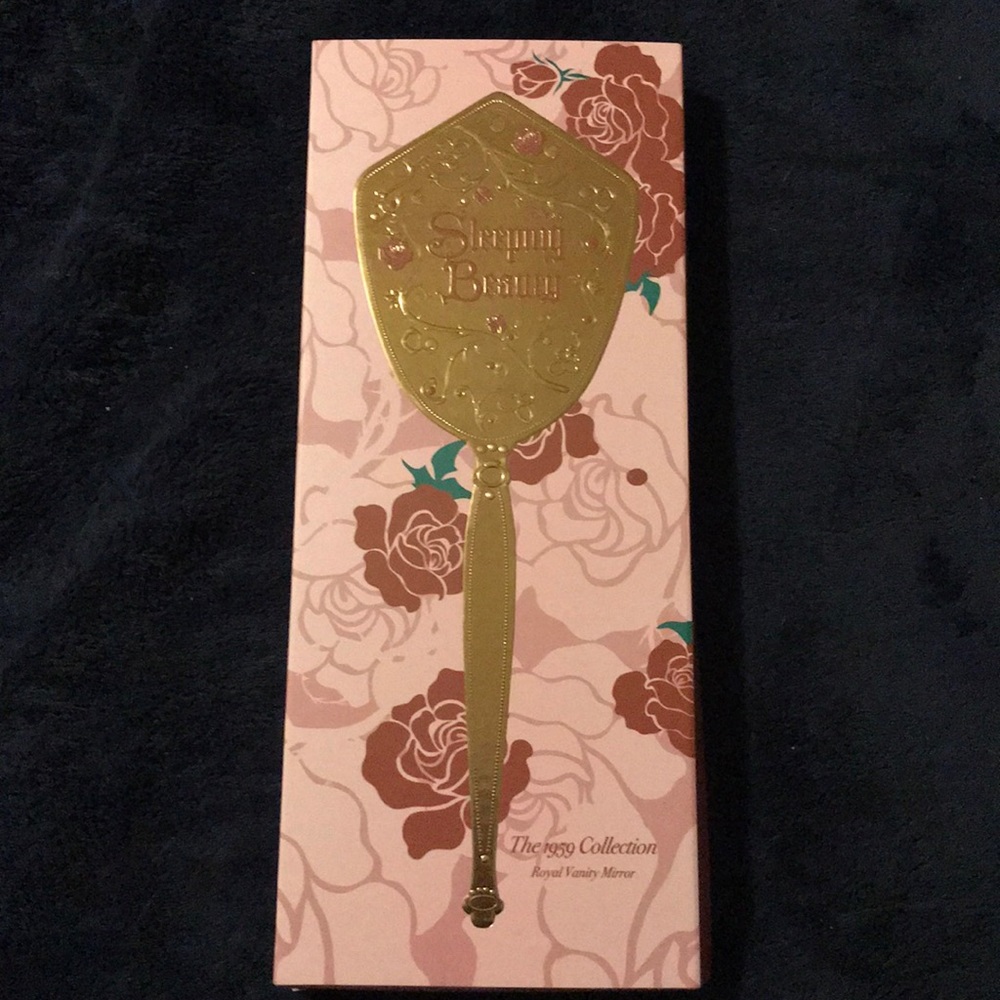 Sleeping
Beauty
The 1959 Collection
Royal Vanity Mirror